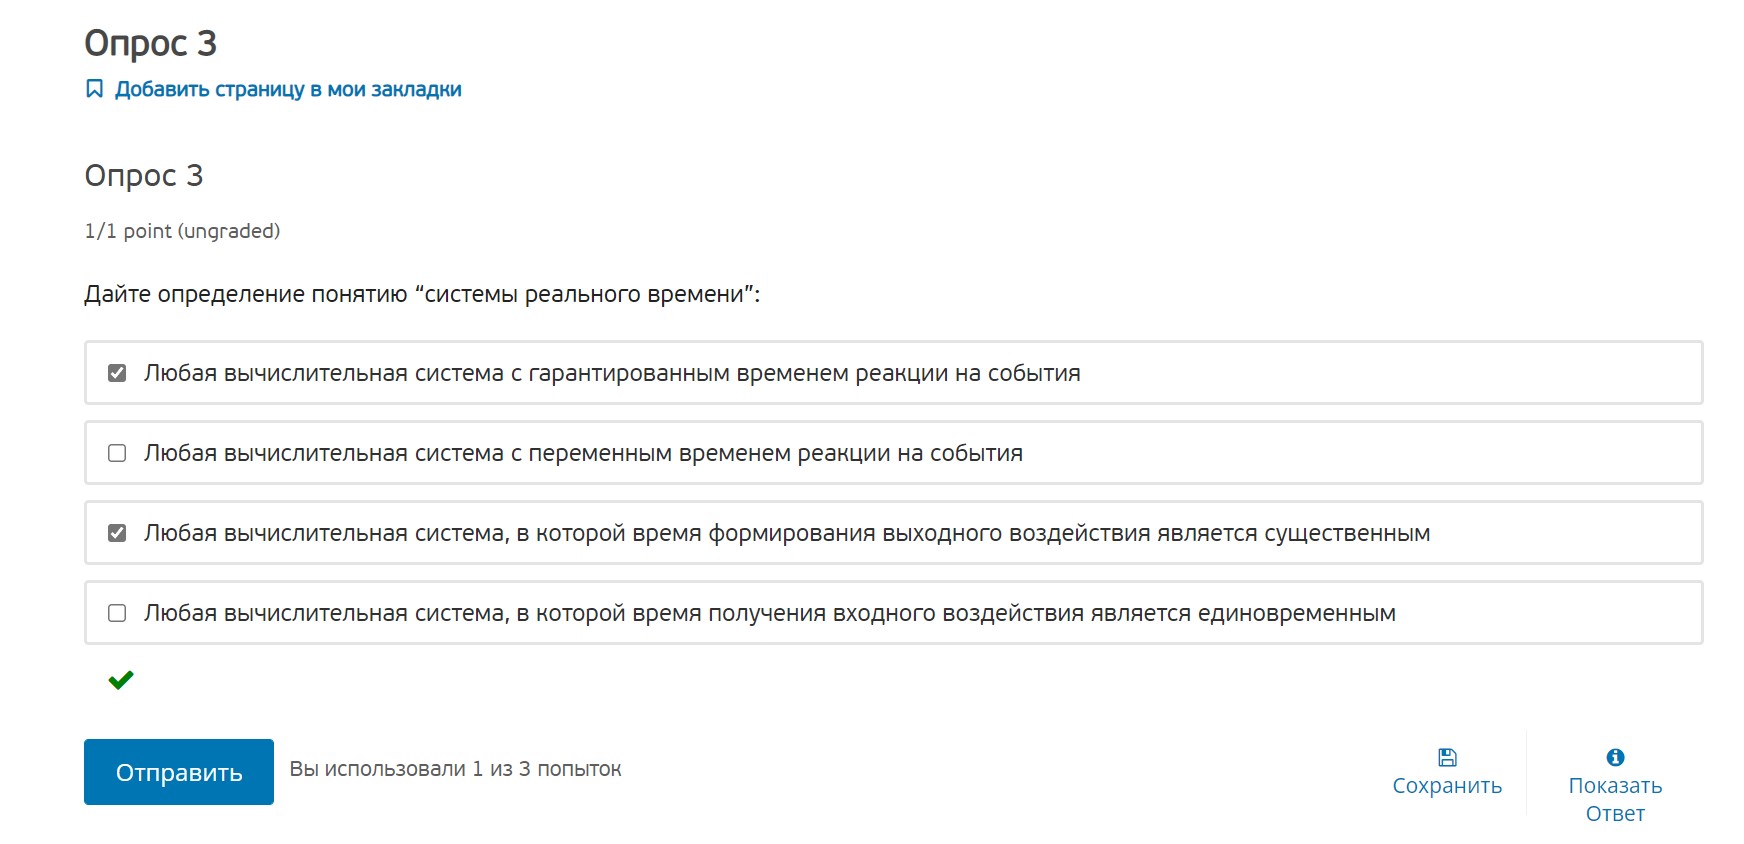 Опрос 3
Добавить страницу в мои закладки
Опрос 3
1/1 point (ungraded)
Дайте определение понятию “системы реального времени”:
Любая вычислительная система с гарантированным временем реакции на события
Любая вычислительная система с переменным временем реакции на события
Любая вычислительная система, в которой время формирования выходного воздействия является существенным
Любая вычислительная система, в которой время получения входного воздействия является единовременным
Отправить
Вы использовали 1 из 3 попыток
Сохранить
Показать
Ответ